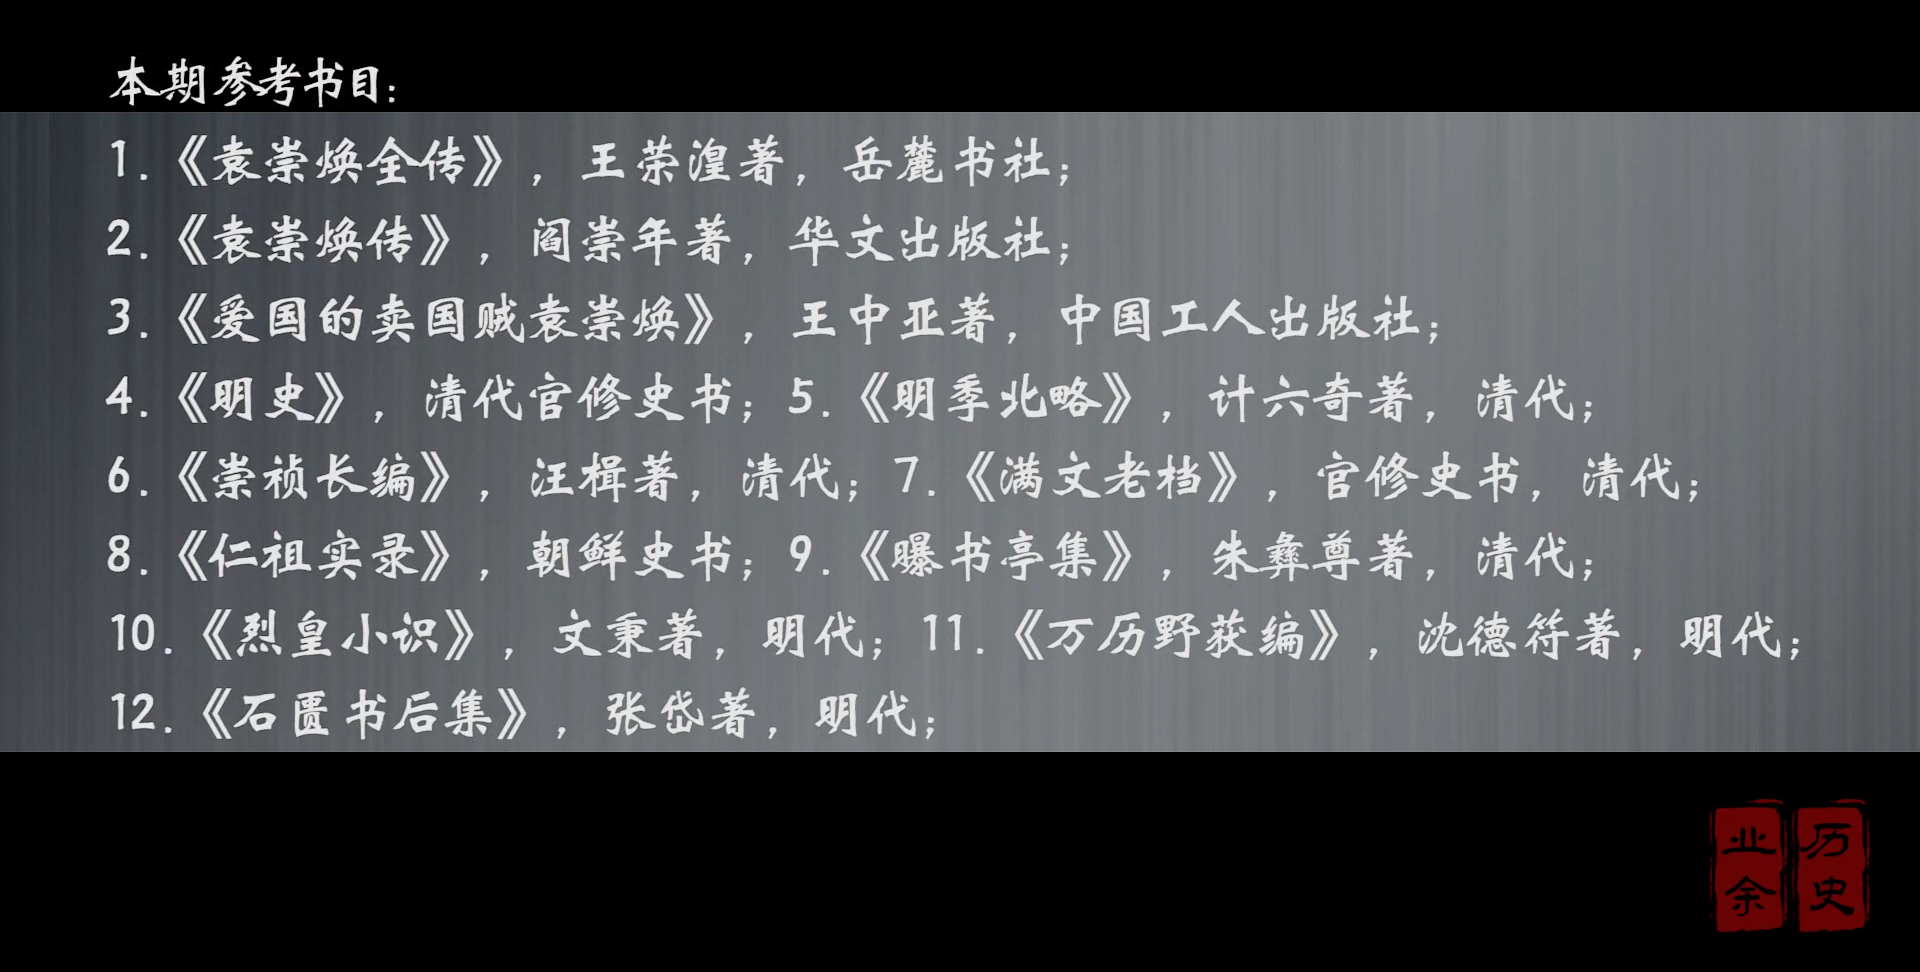 本期参考书目：
1.《袁崇焕全传》，王荣湟著，岳麓书社；
2.《袁崇焕传》，阎崇年著，华文出版社；
3.《爱国的卖国贼袁崇焕》，王中亚著，中国工人出版社；
4.《明史》，清代官修史书；5.《明季北略》，计六奇著，清代；
6.《崇祯长编》，汪楫著，清代；7.《满文老档》，官修史书，清代；
8.《仁祖实录》，朝鲜史书；9.《曝书亭集》，朱彝尊著，清代；
10.《烈皇小识》，文秉著，明代；11.《万历野获编》，沈德符著，明代；
12.《石匮书后集》，张岱著，明代；
历史
业余